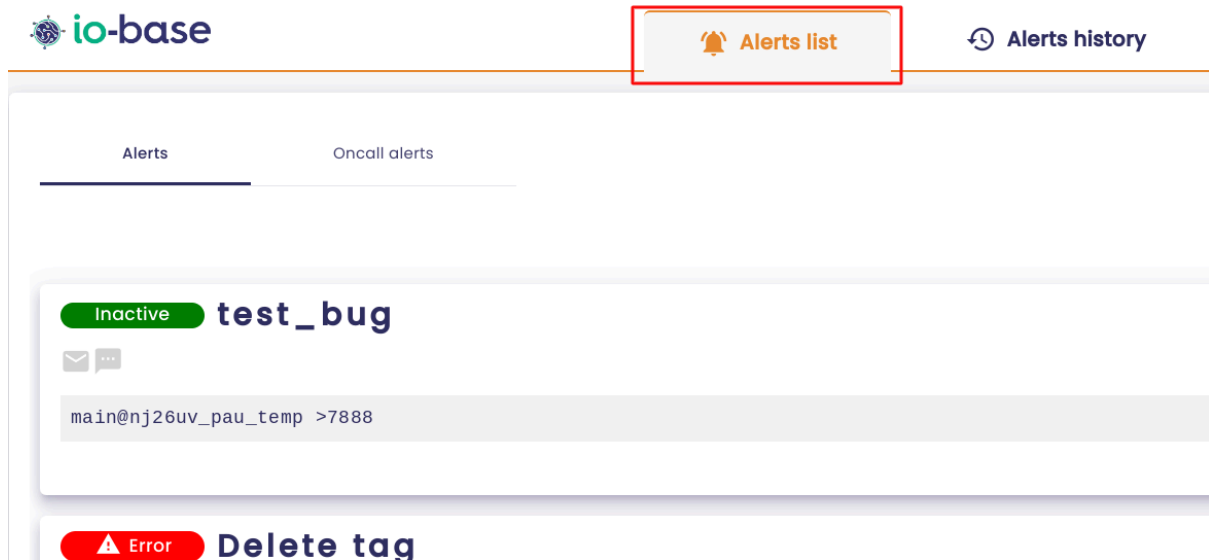 io-base
Alerts list
Alerts history
Alerts
Oncall alerts
Inactive test_bug
main@nj26uv_pau_temp >7888
Error Delete tag